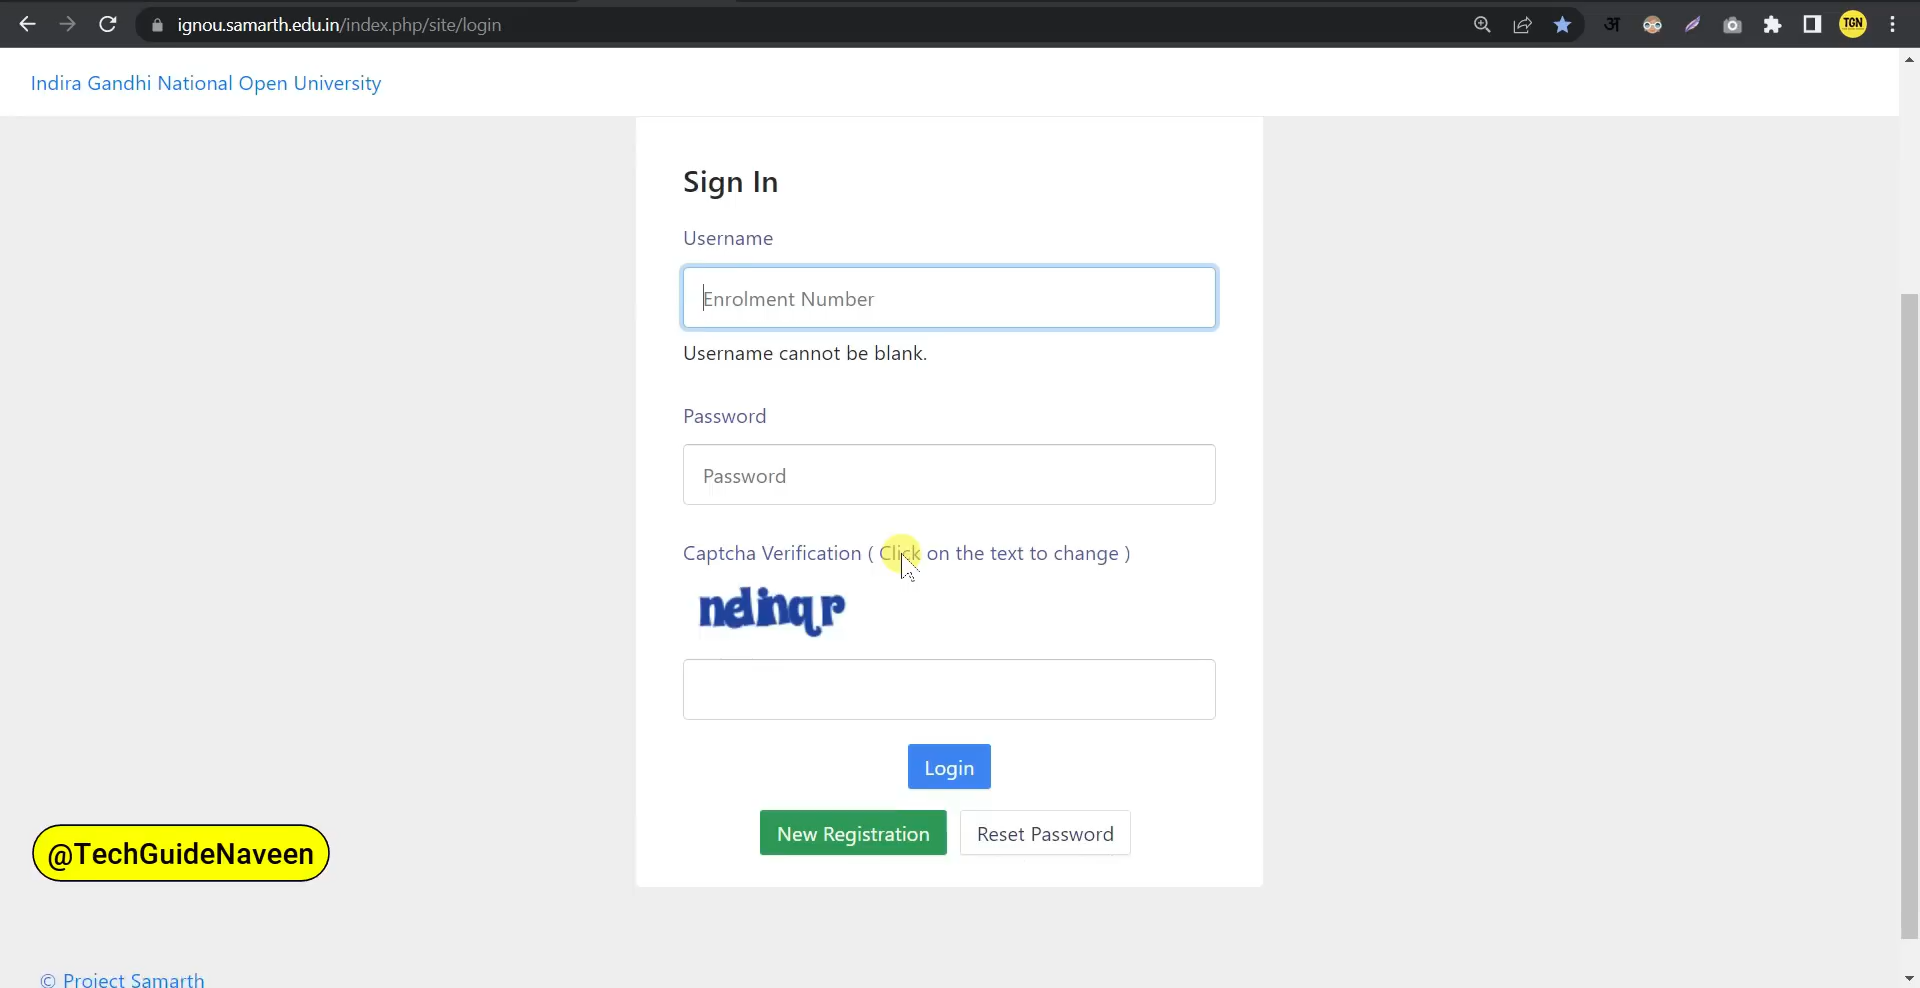 ignou.samarth.edu.in/index.php/site/login
अ
TGN
Indira Gandhi National Open University
Sign In
Username
Enrolment Number
Username cannot be blank.
Password
Password
Captcha Verification ( Click on the text to change )
ndinqr
Login
New Registration
Reset Password
@TechGuideNaveen
© Project Samarth